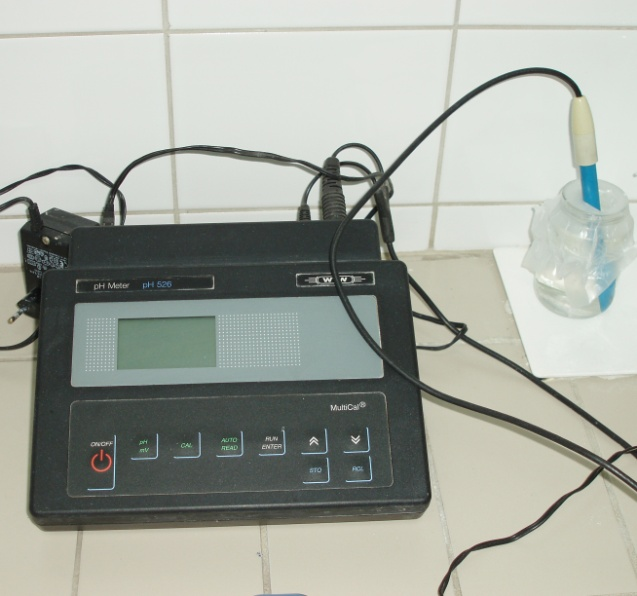 pH Meter pH 526
WTW
MultiCal®
ON/OFF
pH
mV
CAL
AUTO
READ
RUN
ENTER
STO
RCL